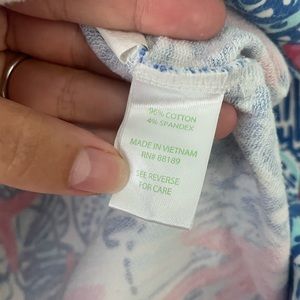 96% COTTON
4% SPANDEX
MADE IN VIETNAM
RN# 88189
SEE REVERSE
FOR CARE